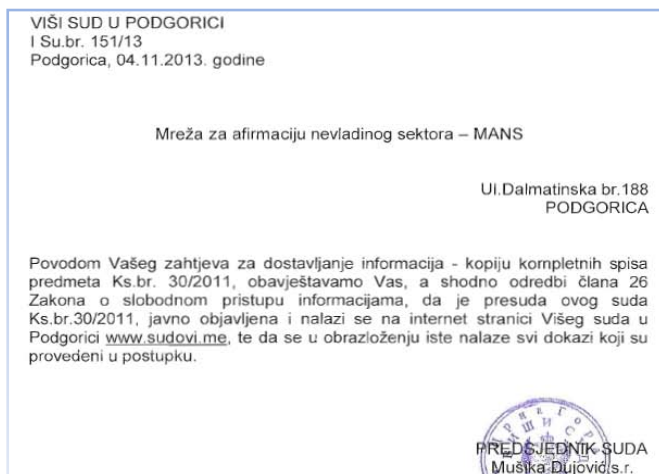 VIŠI SUD U PODGORICI
I Su.br. 151/13
Podgorica, 04.11.2013. godine
Mreža za afirmaciju nevladinog sektora – MANS
Ul.Dalmatinska br.188
PODGORICA
Povodom Vašeg zahtjeva za dostavljanje informacija - kopiju kompletnih spisa
predmeta Ks.br. 30/2011, obavještavamo Vas, a shodno odredbi člana 26
Zakona o slobodnom pristupu informacijama, da je presuda ovog suda
Ks.br.30/2011, javno objavljena i nalazi se na internet stranici Višeg suda u
Podgorici www.sudovi.me, te da se u obrazloženju iste nalaze svi dokazi koji su
provedeni u postupku.
PREDSJEDNIK SUDA
Musika Dujović,s.r.